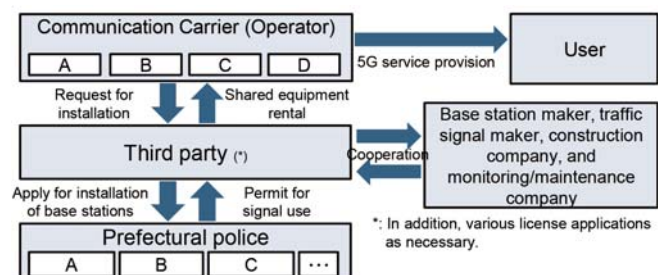 Communication Carrier (Operator)
A B C D
5G service provision
User
Request for
installation
Shared equipment
rental
Third party (*)
Cooperation
Base station maker, traffic
signal maker, construction
company, and
monitoring/maintenance
company
Apply for installation
of base stations
Permit for
signal use
*: In addition, various license applications
as necessary.
Prefectural police
A B C ...